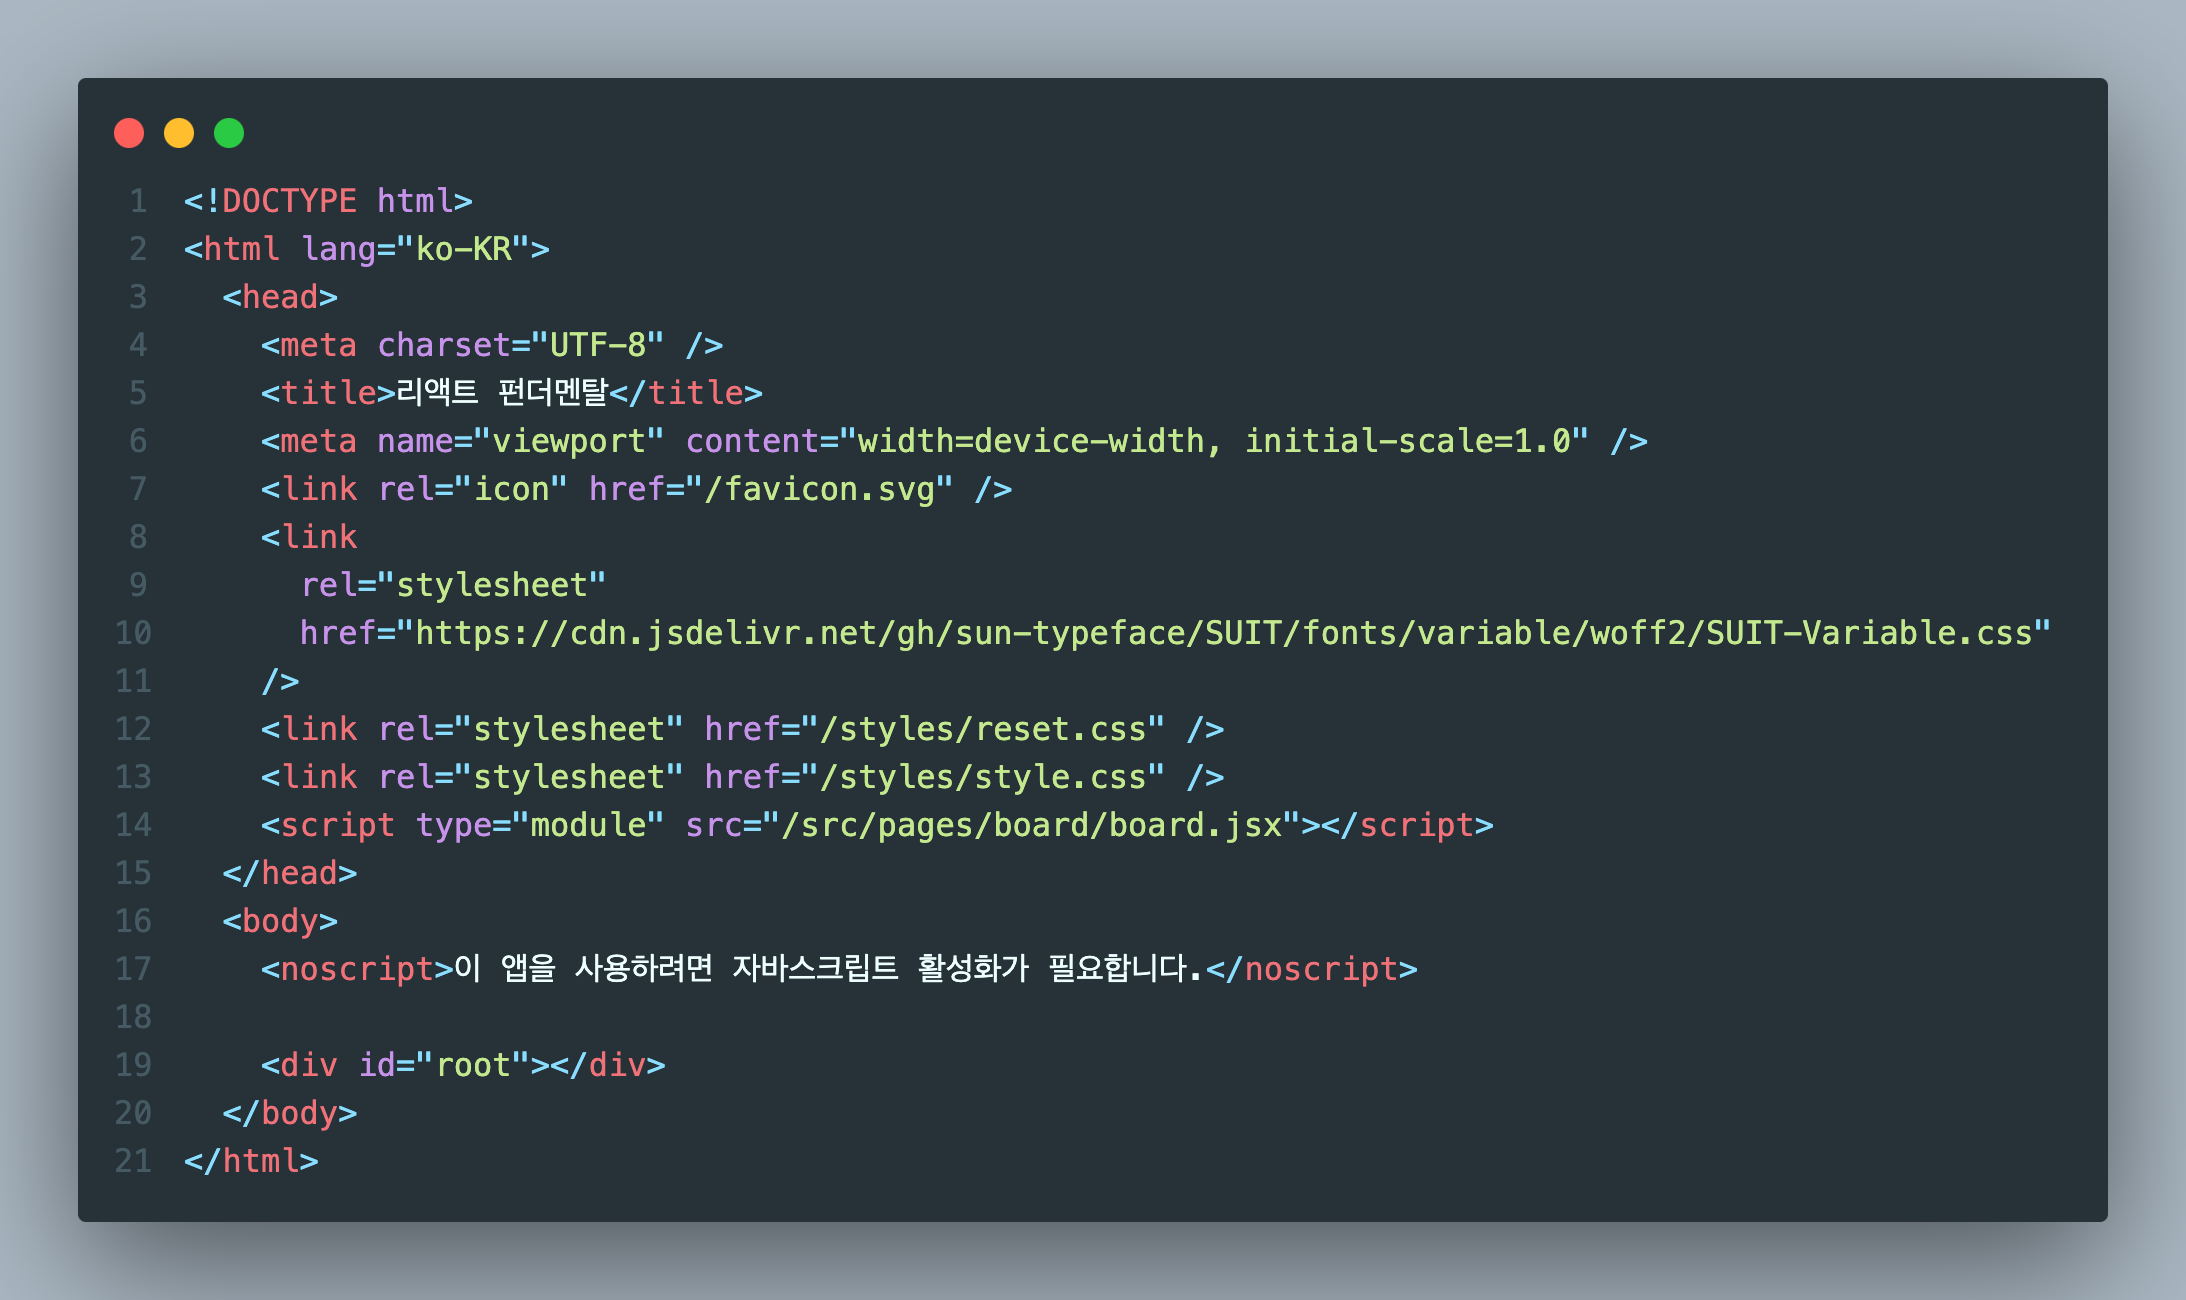 1 <!DOCTYPE html>
2 <html lang="ko-KR">
3   <head>
4     <meta charset="UTF-8" />
5     <title>리액트 펀더멘탈</title>
6     <meta name="viewport" content="width=device-width, initial-scale=1.0" />
7     <link rel="icon" href="/favicon.svg" />
8     <link
9       rel="stylesheet"
10       href="https://cdn.jsdelivr.net/gh/sun-typeface/SUIT/fonts/variable/woff2/SUIT-Variable.css"
11     />
12     <link rel="stylesheet" href="/styles/reset.css" />
13     <link rel="stylesheet" href="/styles/style.css" />
14     <script type="module" src="/src/pages/board/board.jsx"></script>
15   </head>
16   <body>
17     <noscript>이 앱을 사용하려면 자바스크립트 활성화가 필요합니다.</noscript>
18
19     <div id="root"></div>
20   </body>
21 </html>